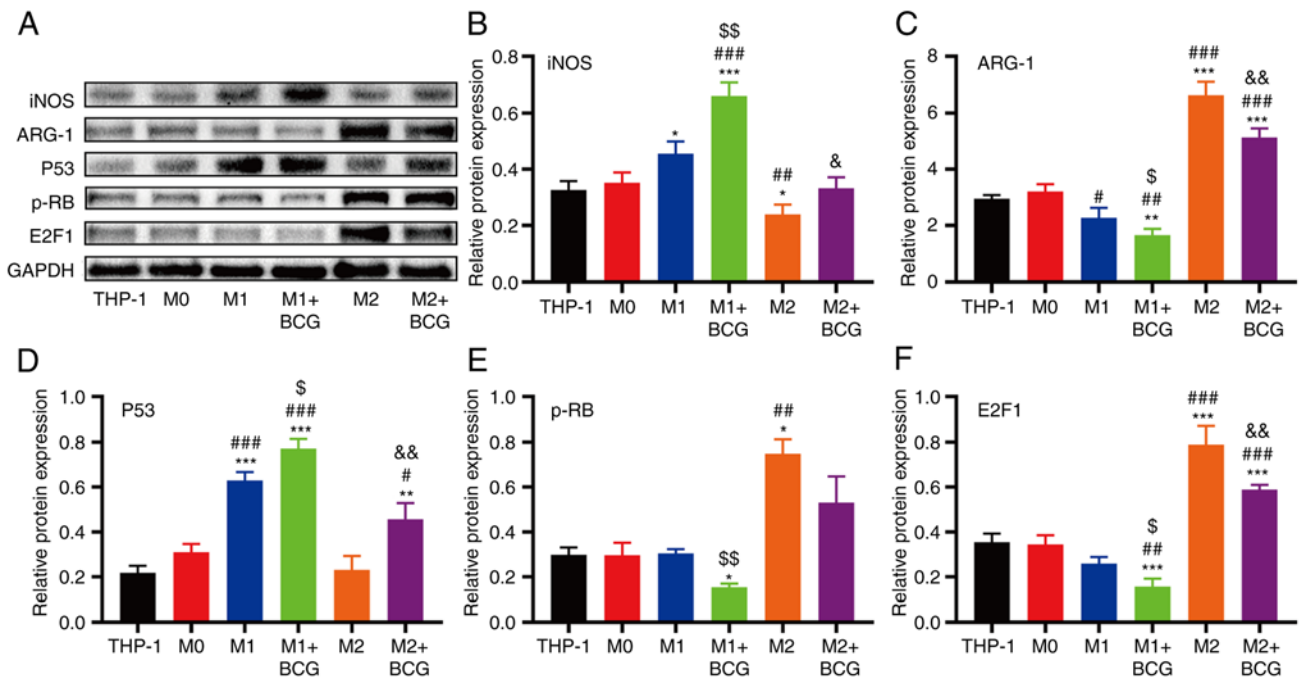 A
iNOS
ARG-1
P53
p-RB
E2F1
GAPDH
THP-1 M0 M1 M1+ M2 M2+
BCG BCG
B
iNOS
Relative protein expression
0.8
0.6
0.4
0.2
0.0
*
$$
###
***
##
*
&
THP-1 M0 M1 M1+ M2 M2+
BCG BCG
C
ARG-1
Relative protein expression
8
6
4
2
0
#
$
##
**
###
***
&&
###
***
THP-1 M0 M1 M1+ M2 M2+
BCG BCG
D
P53
Relative protein expression
1.0
0.8
0.6
0.4
0.2
0.0
###
***
$
###
***
&&
#
**
THP-1 M0 M1 M1+ M2 M2+
BCG BCG
E
p-RB
Relative protein expression
1.0
0.8
0.6
0.4
0.2
0.0
$$
*
##
*
THP-1 M0 M1 M1+ M2 M2+
BCG BCG
F
E2F1
Relative protein expression
1.0
0.8
0.6
0.4
0.2
0.0
$
##
***
###
***
&&
###
***
THP-1 M0 M1 M1+ M2 M2+
BCG BCG